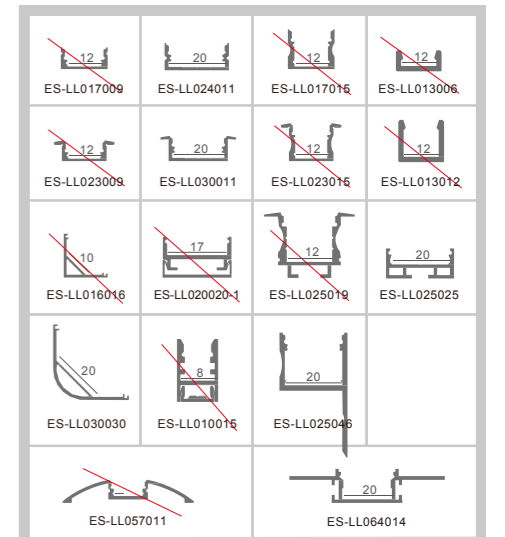 12 20 12 12
ES-LL017009 ES-LL024011 ES-LL017015 ES-LL013006
12 20 12 12
ES-LL023009 ES-LL030011 ES-LL023015 ES-LL013012
10 17 12 20
ES-LL016016 ES-LL020020-1 ES-LL025019 ES-LL025025
20 8 20
ES-LL030030 ES-LL010015 ES-LL025046
20
ES-LL057011 ES-LL064014